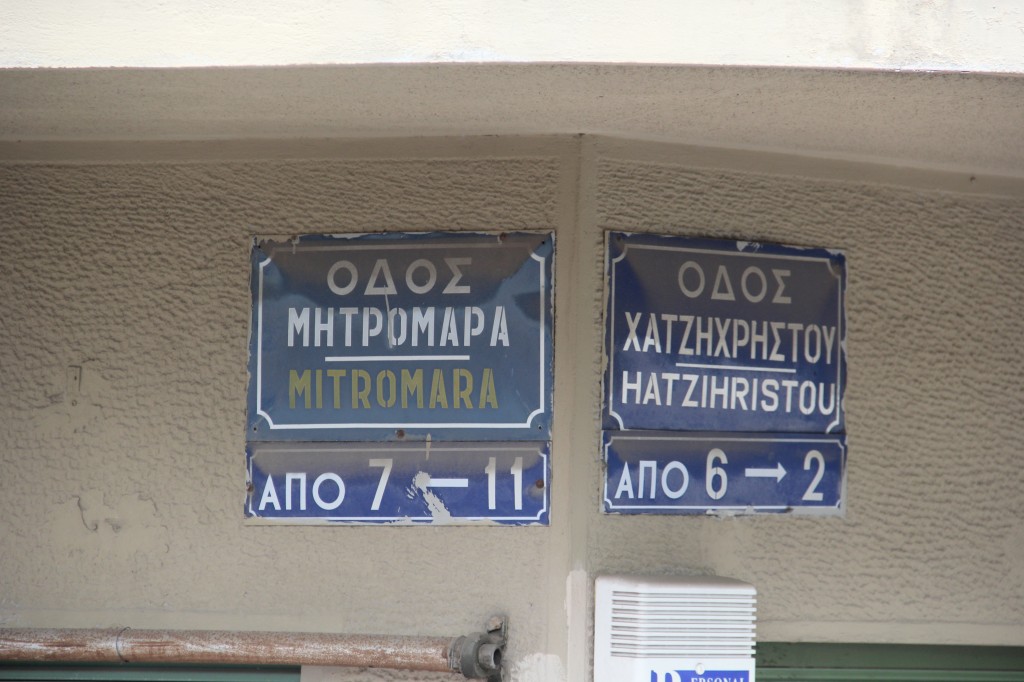 ΟΔΟΣ
ΜΗΤΡΟΜΑΡΑ
MITROMARA
ΑΠΟ 7 ← 11
ΟΔΟΣ
ΧΑΤΖΗΧΡΗΣΤΟΥ
HATZIHRISTOU
ΑΠΟ 6 → 2